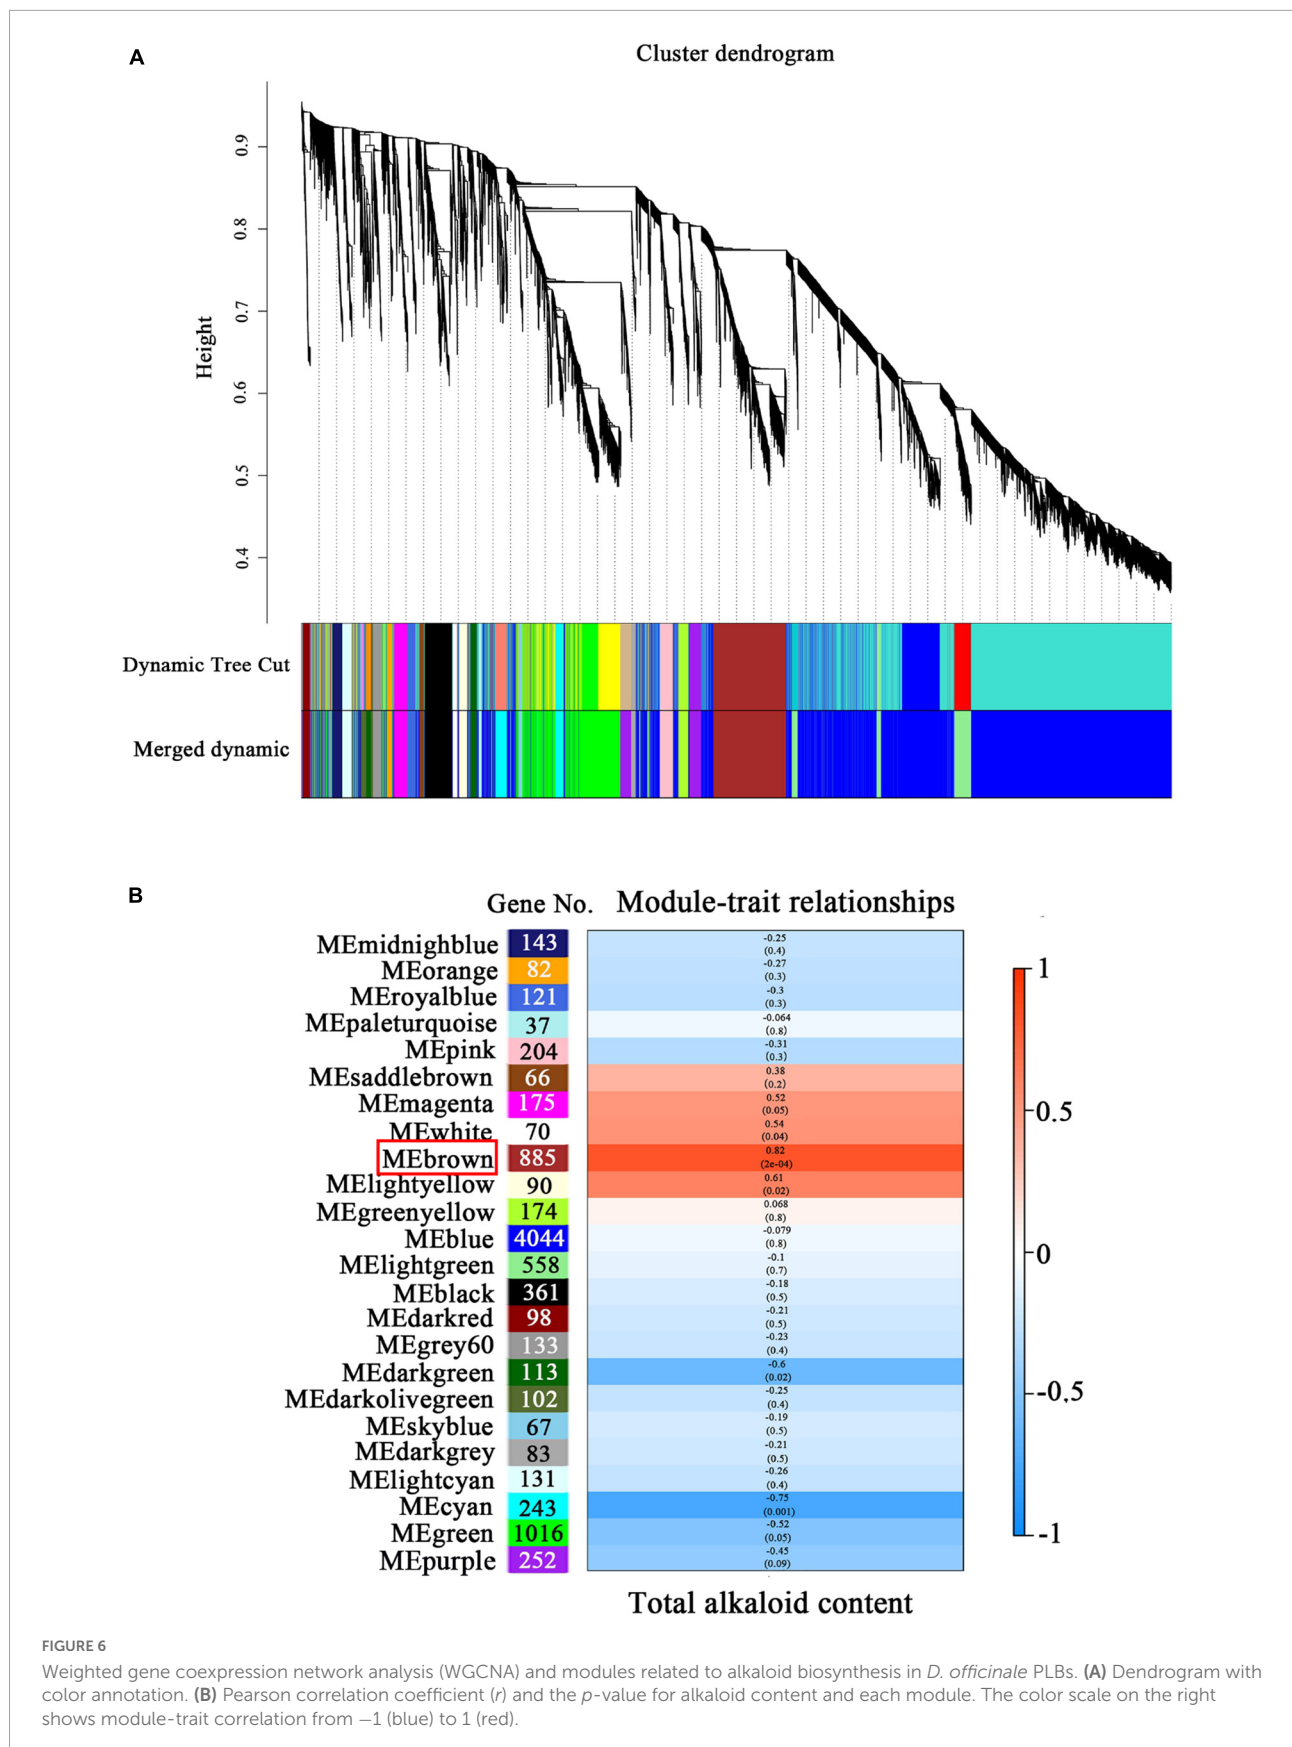 A
Cluster dendrogram
Height
0.9
0.8
0.7
0.6
0.5
0.4
Dynamic Tree Cut
Merged dynamic
B
Gene No. Module-trait relationships
MEmidnighblue 143 -0.25 (0.4)
MEorange 82 -0.27 (0.3)
MEroyalblue 121 -0.3 (0.3)
MEpaleturquoise 37 -0.064 (0.8)
MEpink 204 -0.31 (0.3)
MEsaddlebrown 66 0.38 (0.2)
MEmagenta 175 0.52 (0.05)
MEwhite 70 0.54 (0.04)
MEbrown 885 0.82 (2e-04)
MElightyellow 90 0.61 (0.02)
MEgreenyellow 174 0.068 (0.8)
MEblue 4044 -0.079 (0.8)
MElightgreen 558 -0.1 (0.7)
MEblack 361 -0.18 (0.5)
MEdarkred 98 -0.21 (0.5)
MEgrey60 133 -0.23 (0.4)
MEdarkgreen 113 -0.6 (0.02)
MEdarkolivegreen 102 -0.25 (0.4)
MEskyblue 67 -0.19 (0.5)
MEdarkgrey 83 -0.21 (0.5)
MElightcyan 131 -0.26 (0.4)
MEcyan 243 -0.75 (0.001)
MEgreen 1016 -0.52 (0.05)
MEpurple 252 -0.45 (0.09)
1
0.5
0
-0.5
-1
Total alkaloid content
FIGURE 6
Weighted gene coexpression network analysis (WGCNA) and modules related to alkaloid biosynthesis in D. officinale PLBs. (A) Dendrogram with
color annotation. (B) Pearson correlation coefficient (r) and the p-value for alkaloid content and each module. The color scale on the right
shows module-trait correlation from −1 (blue) to 1 (red).